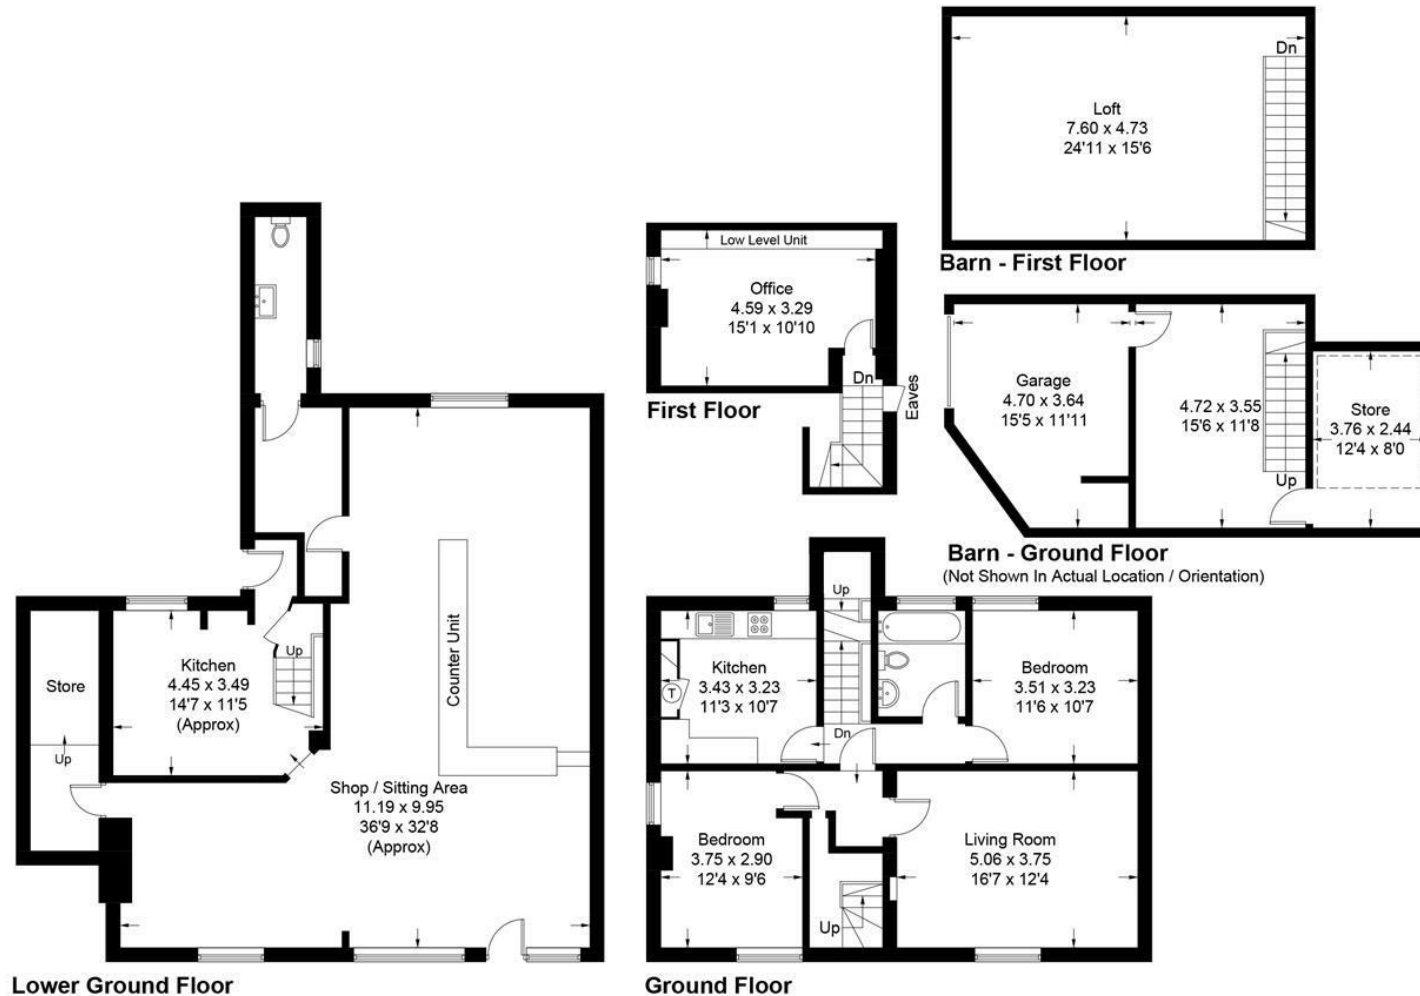 Dn
Loft
7.60 x 4.73
24'11 x 15'6
Barn - First Floor
Low Level Unit
Office
4.59 x 3.29
15'1 x 10'10
Dn
Eaves
First Floor
Garage
4.70 x 3.64
15'5 x 11'11
4.72 x 3.55
15'6 x 11'8
Up
Store
3.76 x 2.44
12'4 x 8'0
Barn - Ground Floor
(Not Shown In Actual Location / Orientation)
Store
Up
Kitchen
4.45 x 3.49
14'7 x 11'5
(Approx)
Up
Counter Unit
Shop / Sitting Area
11.19 x 9.95
36'9 x 32'8
(Approx)
Lower Ground Floor
Up
Kitchen
3.43 x 3.23
11'3 x 10'7
T
Dn
Bedroom
3.51 x 3.23
11'6 x 10'7
Bedroom
3.75 x 2.90
12'4 x 9'6
Up
Living Room
5.06 x 3.75
16'7 x 12'4
Ground Floor